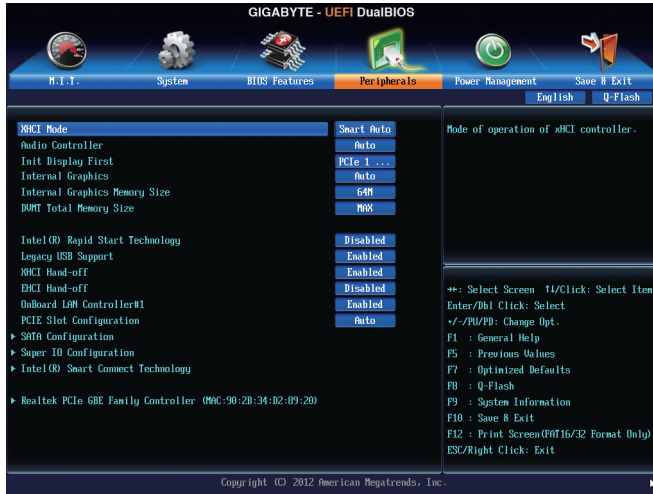 GIGABYTE - UEFI DualBIOS
M.I.T. System BIOS Features Peripherals Power Management Save & Exit
English Q-Flash
XHCI Mode Smart Auto
Audio Controller Auto
Init Display First PCIe 1 ...
Internal Graphics Auto
Internal Graphics Memory Size 64M
DVMT Total Memory Size MAX
Intel(R) Rapid Start Technology Disabled
Legacy USB Support Enabled
XHCI Hand-off Enabled
EHCI Hand-off Disabled
OnBoard LAN Controller#1 Enabled
PCIE Slot Configuration Auto
SATA Configuration
Super IO Configuration
Intel(R) Smart Connect Technology
Realtek PCIe GBE Family Controller (MAC:90:2B:34:D2:89:20)
Mode of operation of xHCI controller.
↔: Select Screen ↑↓/Click: Select Item
Enter/Dbl Click: Select
+/-/PU/PD: Change Opt.
F1 : General Help
F5 : Previous Values
F7 : Optimized Defaults
F8 : Q-Flash
F9 : System Information
F10 : Save & Exit
F12 : Print Screen(FAT16/32 Format Only)
ESC/Right Click: Exit
Copyright (C) 2012 American Megatrends, Inc.